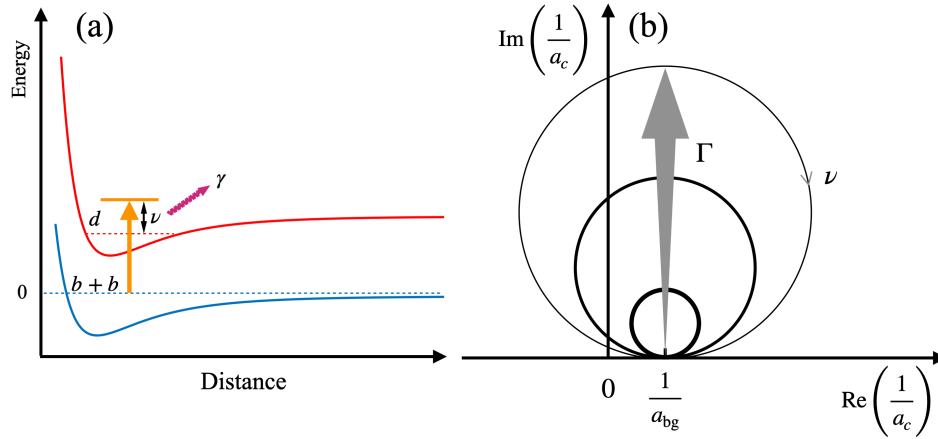 (a)
Energy
γ
d
ν
b + b
0
Distance
(b)
Im(1/a_c)
Γ
ν
0
1/a_bg
Re(1/a_c)